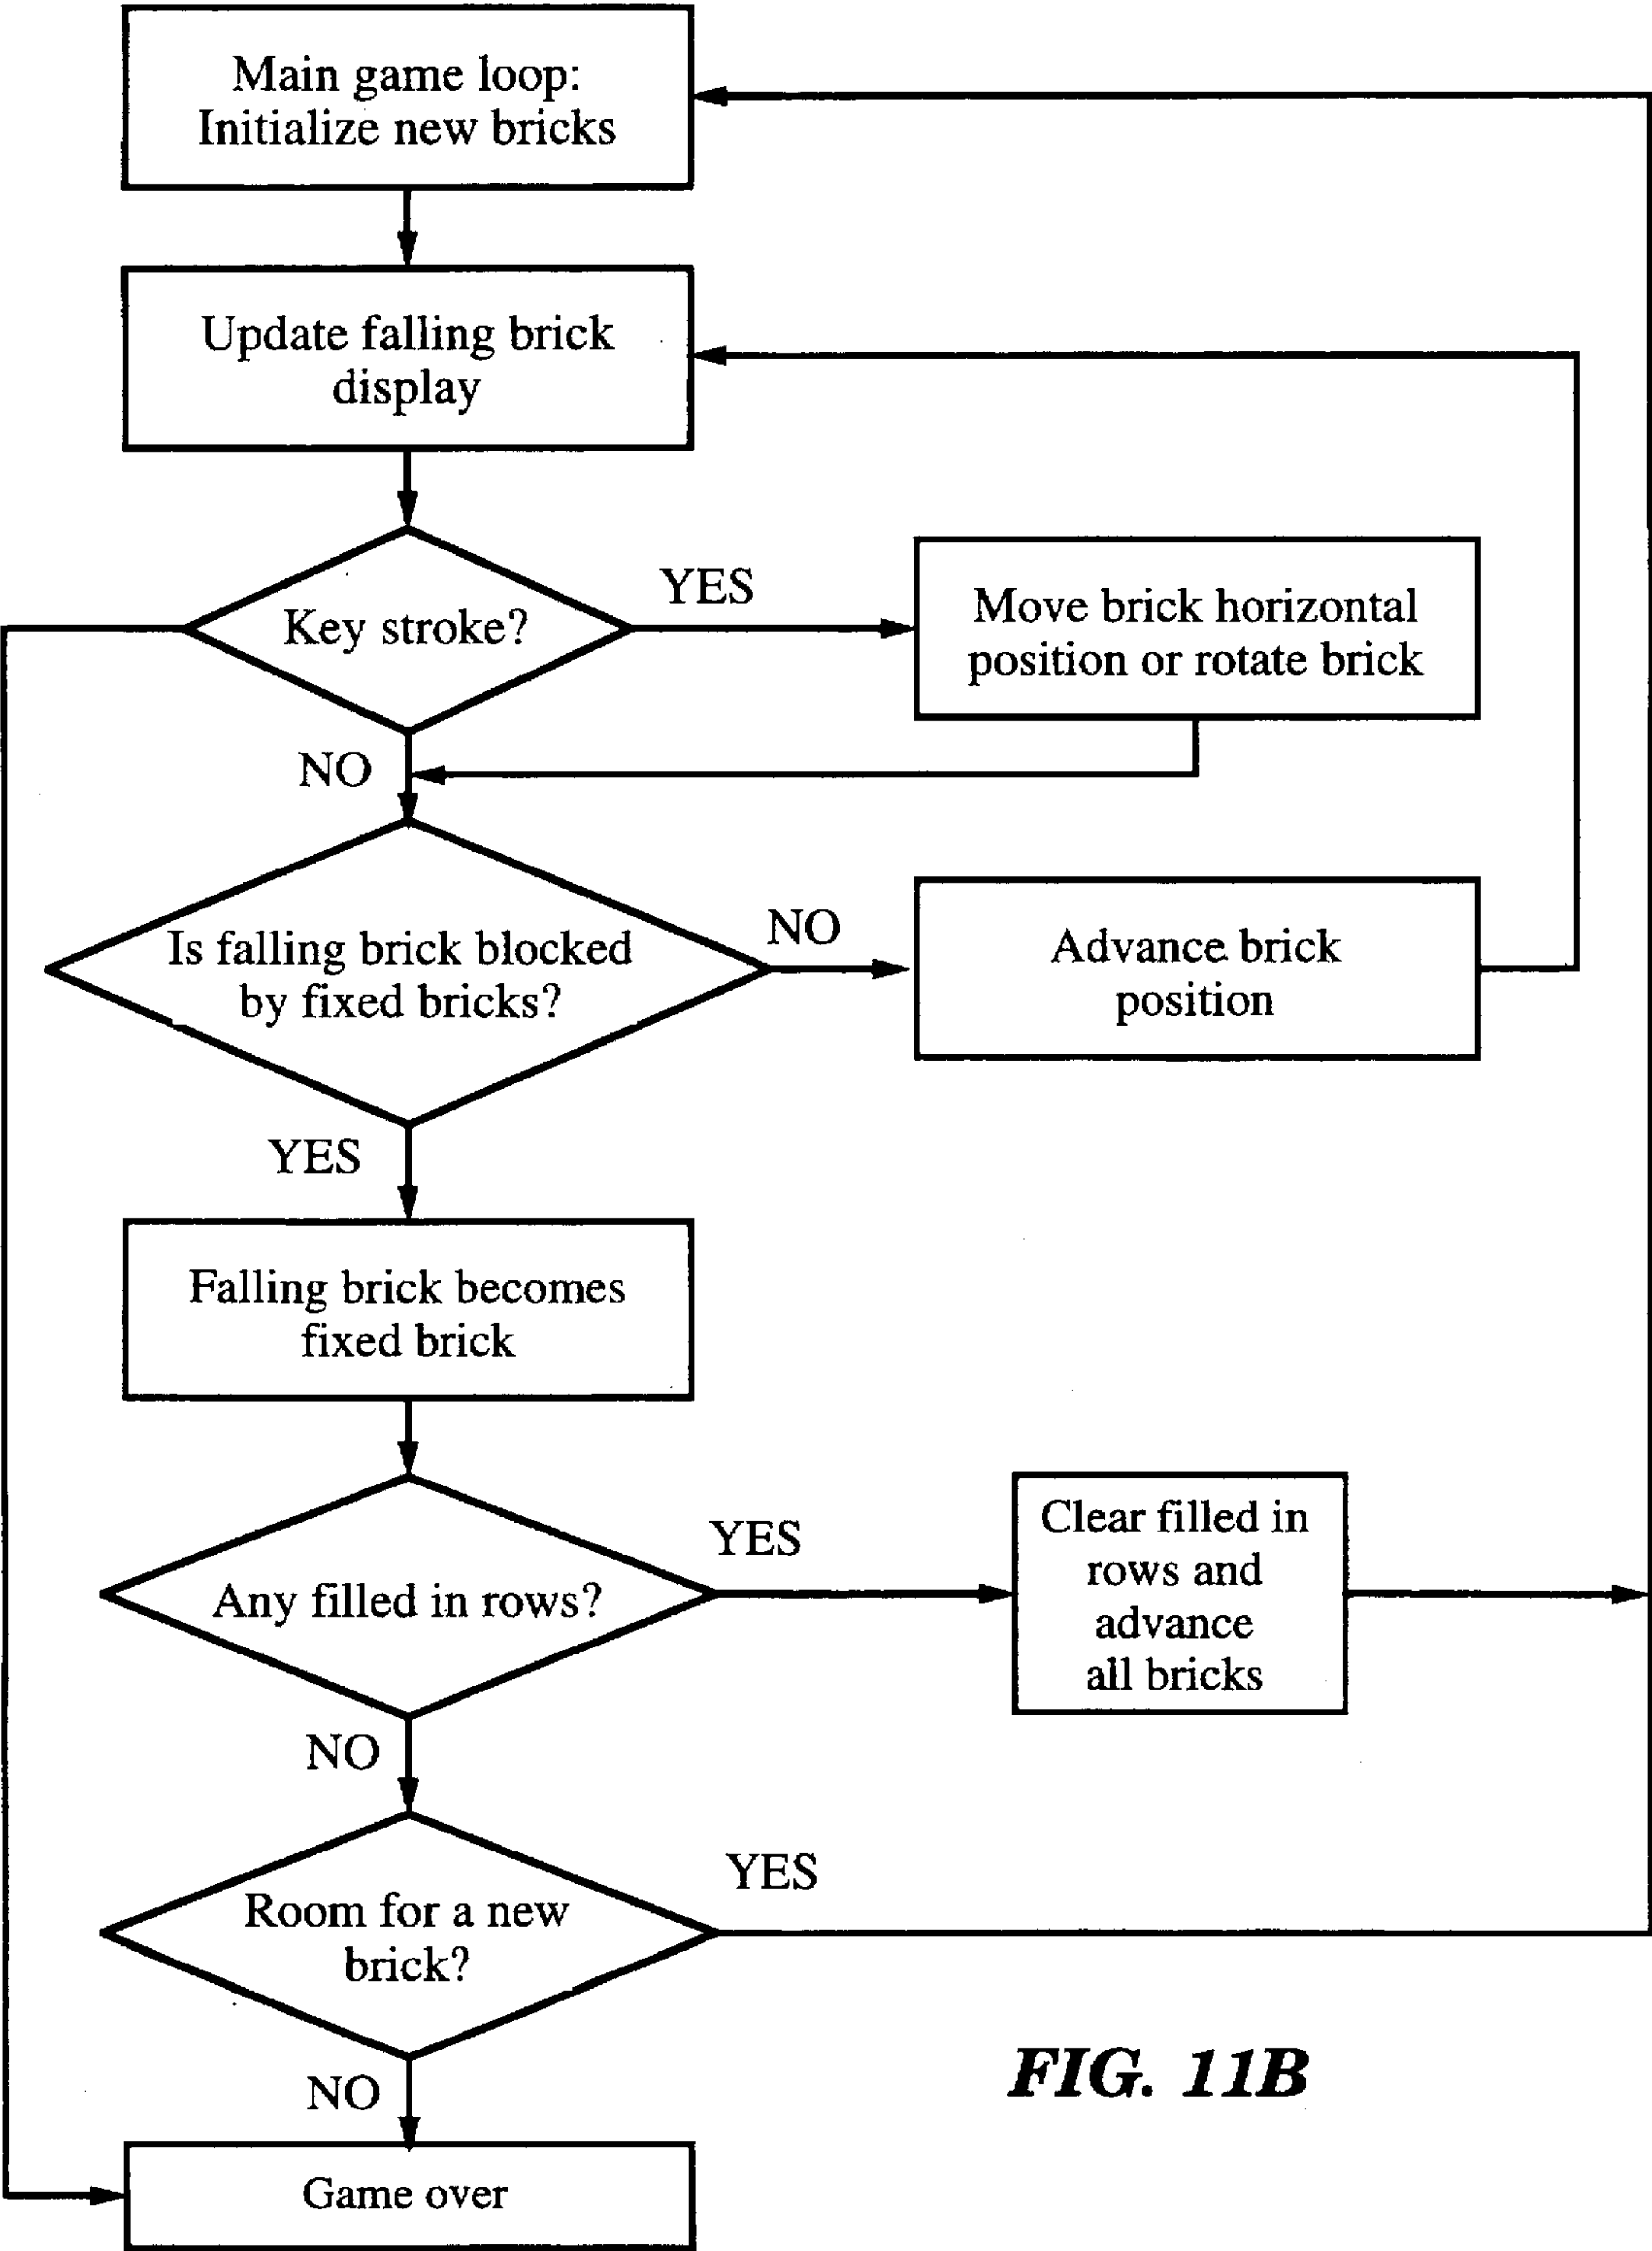 Main game loop:
Initialize new bricks
Update falling brick
display
Key stroke?
YES
Move brick horizontal
position or rotate brick
NO
Is falling brick blocked
by fixed bricks?
NO
Advance brick
position
YES
Falling brick becomes
fixed brick
Any filled in rows?
YES
Clear filled in
rows and
advance
all bricks
NO
Room for a new
brick?
YES
NO
Game over
FIG. 11B